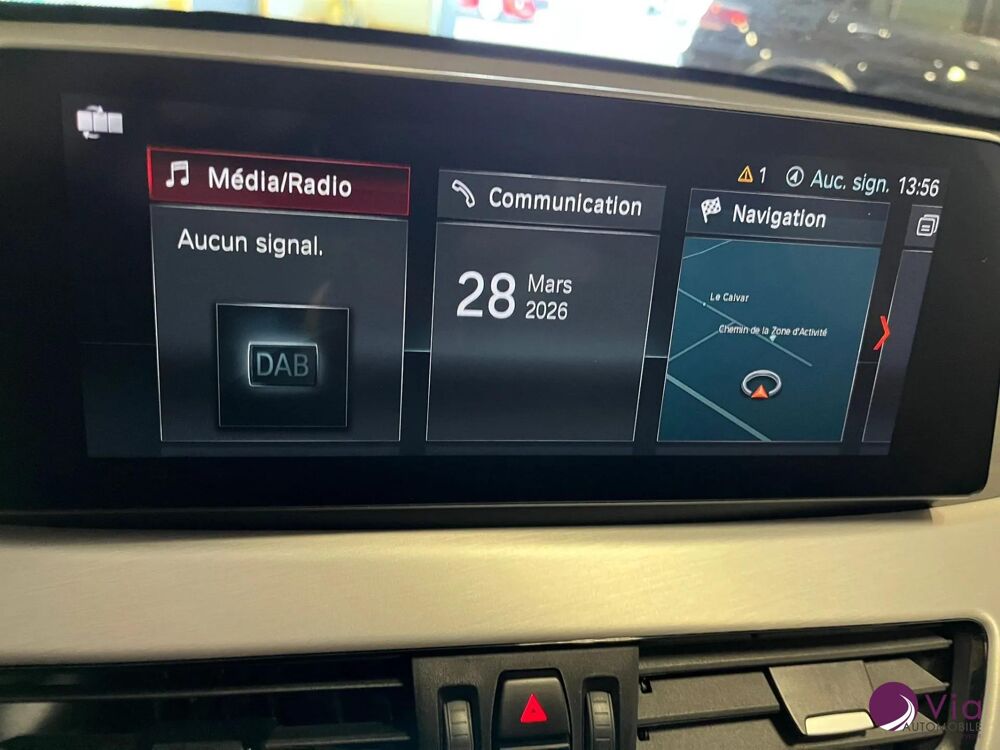 Média/Radio
Aucun signal.
DAB
Communication
28 Mars
2026
1 Auc. sign. 13:56
Navigation
Le Calvar
Chemin de la Zone d'Activité
Via
AUTOMOBILE